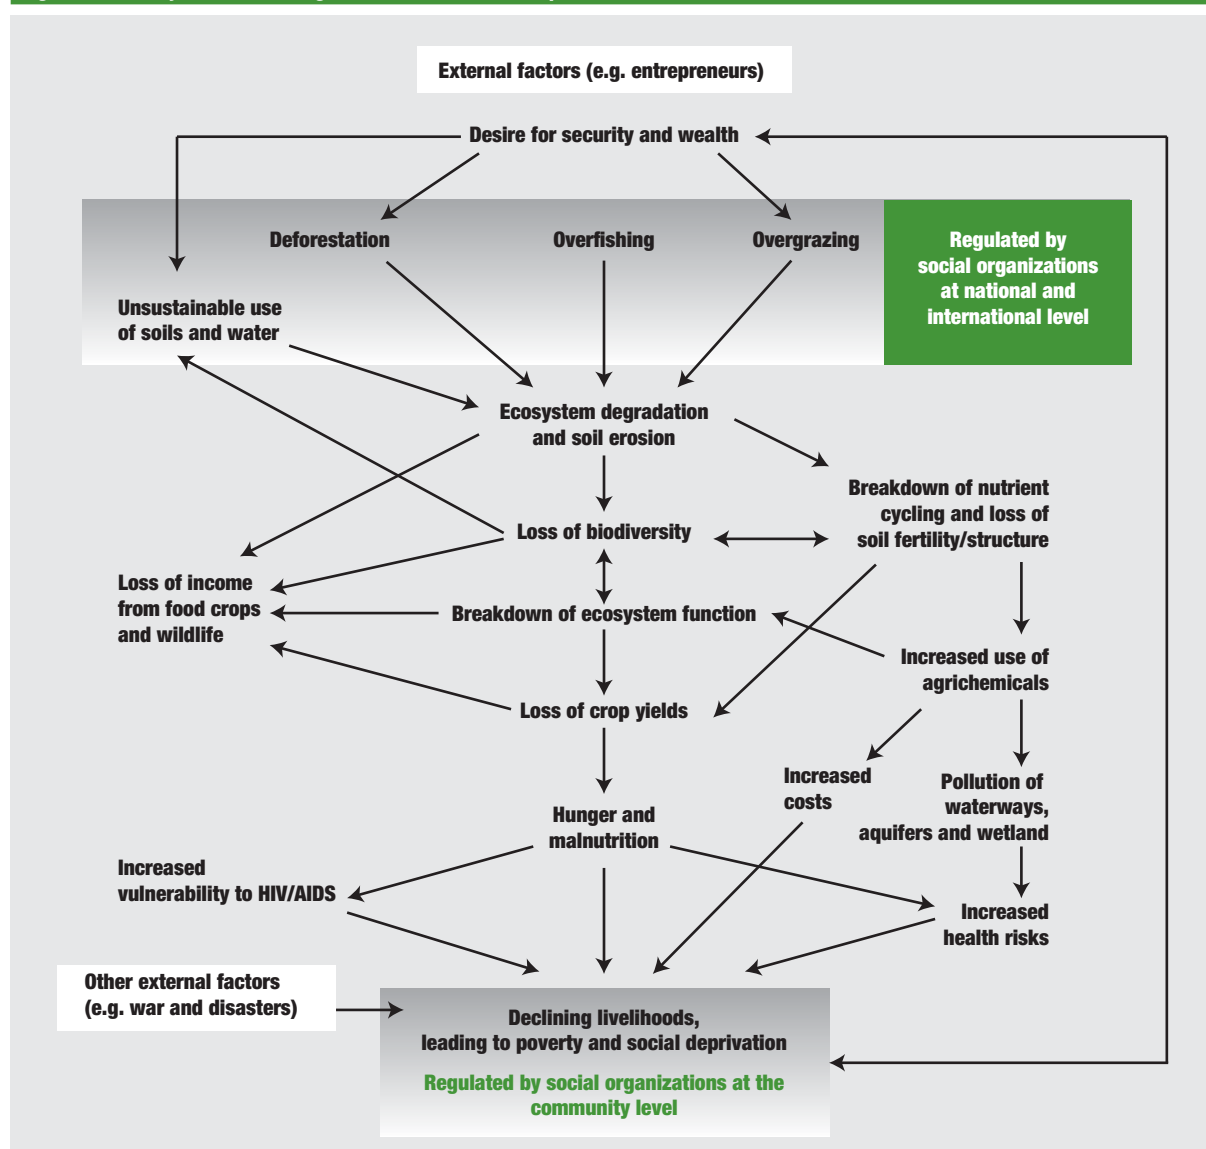 External factors (e.g. entrepreneurs)
Desire for security and wealth
Deforestation
Overfishing
Overgrazing
Regulated by
social organizations
at national and
international level
Unsustainable use
of soils and water
Ecosystem degradation
and soil erosion
Breakdown of nutrient
cycling and loss of
soil fertility/structure
Loss of biodiversity
Loss of income
from food crops
and wildlife
Breakdown of ecosystem function
Increased use of
agrichemicals
Loss of crop yields
Increased
costs
Pollution of
waterways,
aquifers and wetland
Hunger and
malnutrition
Increased
vulnerability to HIV/AIDS
Increased
health risks
Other external factors
(e.g. war and disasters)
Declining livelihoods,
leading to poverty and social deprivation
Regulated by social organizations at the
community level